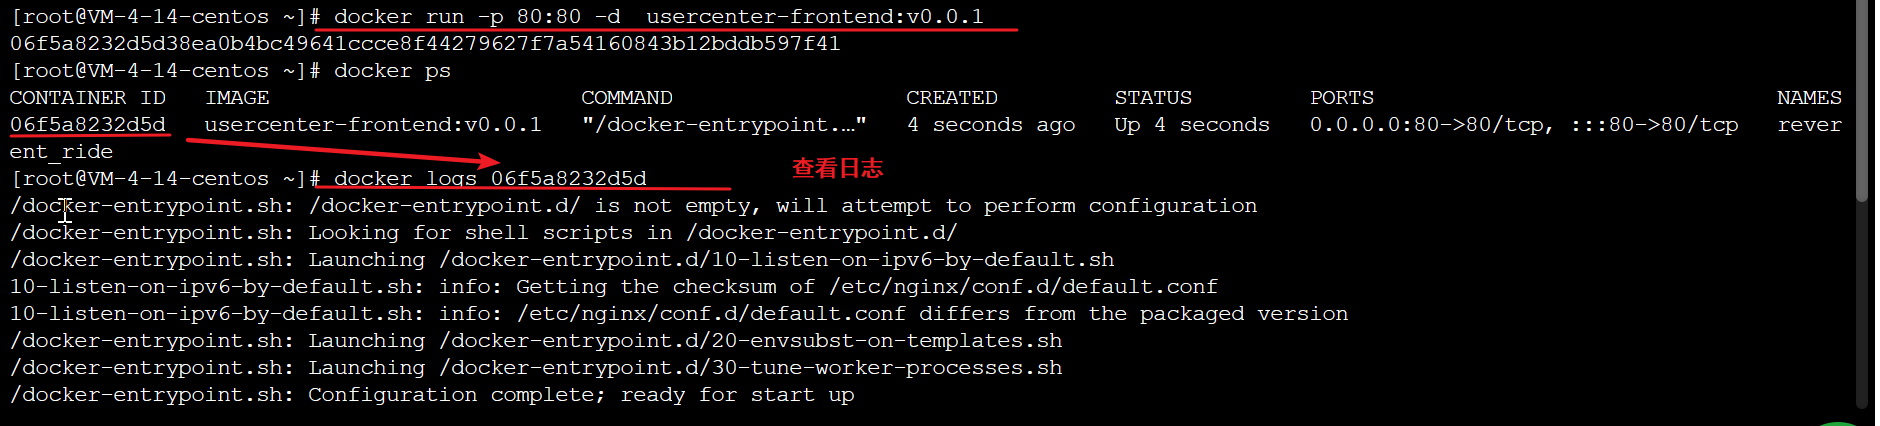 [root@VM-4-14-centos ~]# docker run -p 80:80 -d  usercenter-frontend:v0.0.1
06f5a8232d5d38ea0b4bc49641ccce8f44279627f7a54160843b12bddb597f41
[root@VM-4-14-centos ~]# docker ps
CONTAINER ID   IMAGE                        COMMAND                  CREATED         STATUS         PORTS                               NAMES
06f5a8232d5d   usercenter-frontend:v0.0.1   "/docker-entrypoint.…"   4 seconds ago   Up 4 seconds   0.0.0.0:80->80/tcp, :::80->80/tcp   rever
ent_ride
[root@VM-4-14-centos ~]# docker logs 06f5a8232d5d
查看日志
/docker-entrypoint.sh: /docker-entrypoint.d/ is not empty, will attempt to perform configuration
/docker-entrypoint.sh: Looking for shell scripts in /docker-entrypoint.d/
/docker-entrypoint.sh: Launching /docker-entrypoint.d/10-listen-on-ipv6-by-default.sh
10-listen-on-ipv6-by-default.sh: info: Getting the checksum of /etc/nginx/conf.d/default.conf
10-listen-on-ipv6-by-default.sh: info: /etc/nginx/conf.d/default.conf differs from the packaged version
/docker-entrypoint.sh: Launching /docker-entrypoint.d/20-envsubst-on-templates.sh
/docker-entrypoint.sh: Launching /docker-entrypoint.d/30-tune-worker-processes.sh
/docker-entrypoint.sh: Configuration complete; ready for start up